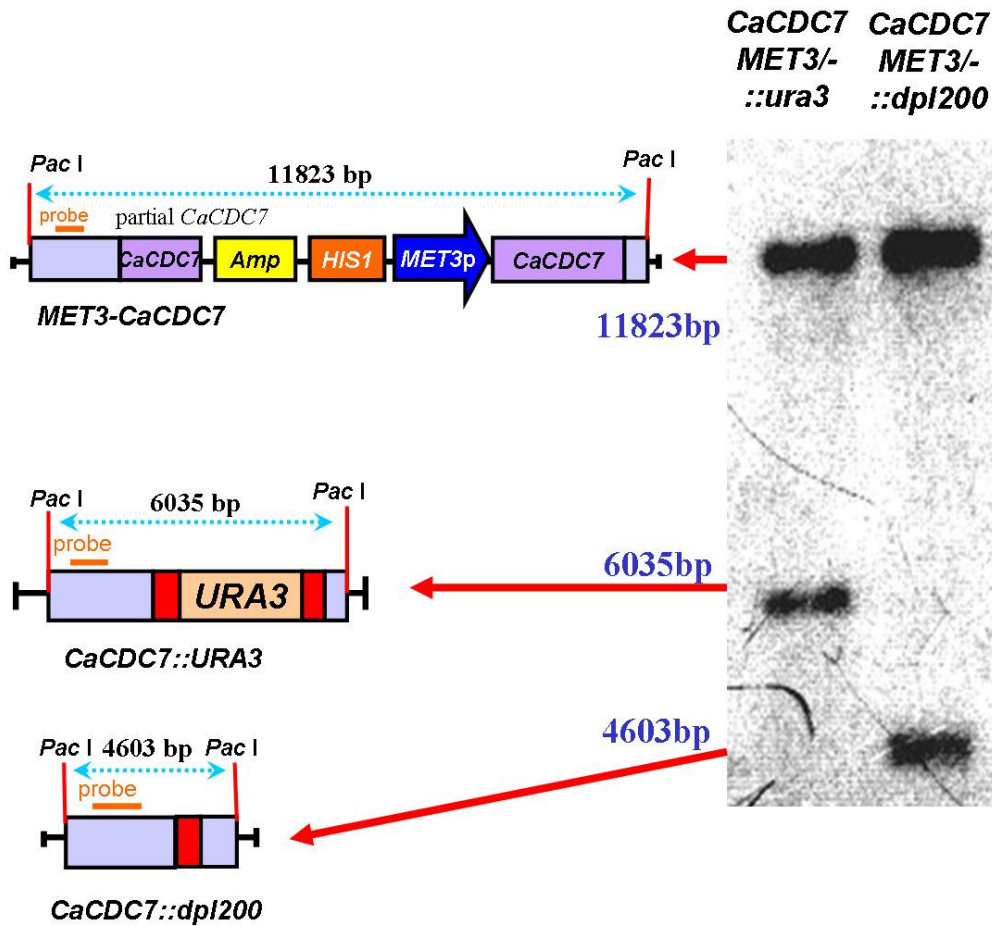 CaCDC7 CaCDC7
MET3/- MET3/-
::ura3 ::dpl200
Pac I 11823 bp Pac I
probe partial CaCDC7
CaCDC7 Amp HIS1 MET3p CaCDC7
MET3-CaCDC7
11823bp
Pac I 6035 bp Pac I
probe
URA3
CaCDC7::URA3
6035bp
Pac I 4603 bp Pac I
probe
CaCDC7::dpl200
4603bp